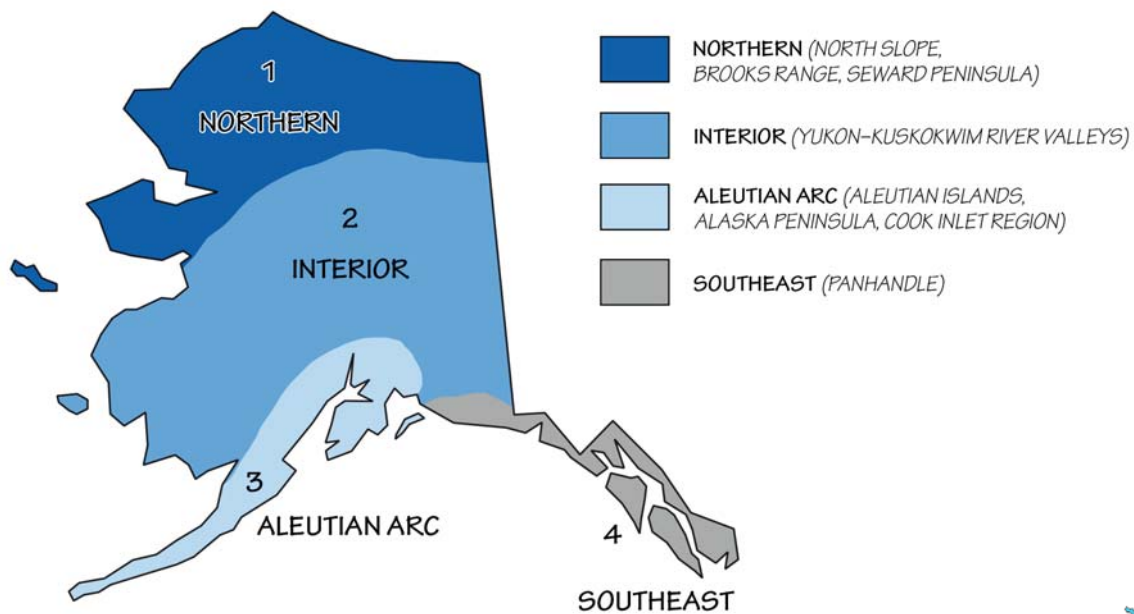 1
NORTHERN
2
INTERIOR
3
ALEUTIAN ARC
4
SOUTHEAST
NORTHERN (NORTH SLOPE,
BROOKS RANGE, SEWARD PENINSULA)
INTERIOR (YUKON–KUSKOKWIM RIVER VALLEYS)
ALEUTIAN ARC (ALEUTIAN ISLANDS,
ALASKA PENINSULA, COOK INLET REGION)
SOUTHEAST (PANHANDLE)